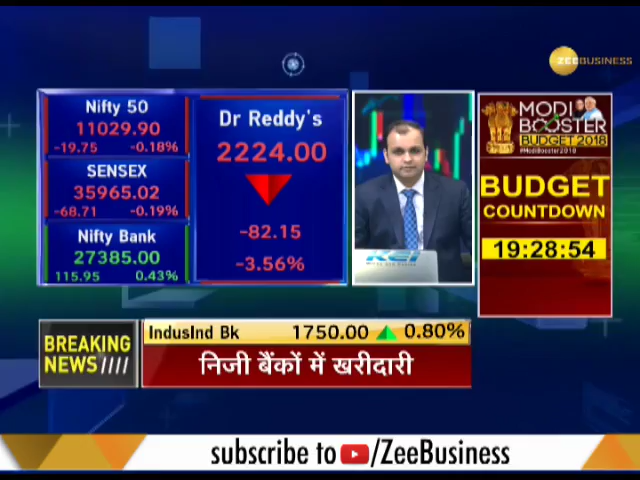 ZEEBUSINESS
Nifty 50
11029.90
-19.75 -0.18%
SENSEX
35965.02
-68.71 -0.19%
Nifty Bank
27385.00
115.95 0.43%
Dr Reddy's
2224.00
-82.15
-3.56%
KEI
MODI
BOOSTER
BUDGET 2018
#ModiBooster2018
BUDGET
COUNTDOWN
19:28:54
BREAKING
NEWS
IndusInd Bk 1750.00 0.80%
निजी बैंकों में खरीदारी
subscribe to /ZeeBusiness